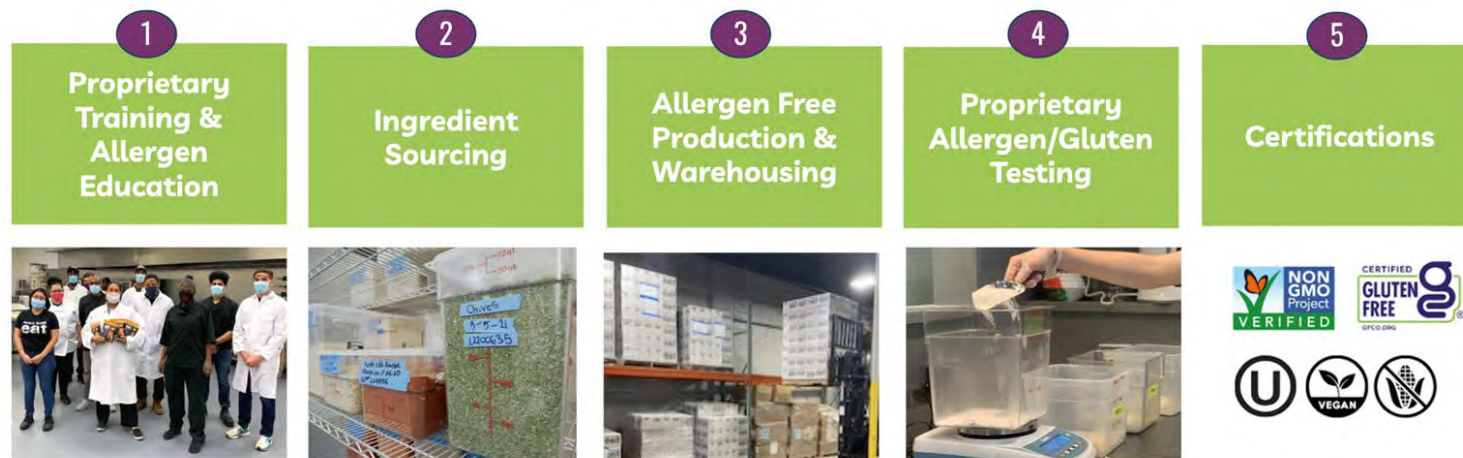 1
Proprietary
Training &
Allergen
Education
2
Ingredient
Sourcing
3
Allergen Free
Production &
Warehousing
4
Proprietary
Allergen/Gluten
Testing
5
Certifications
eat
Chives
5-5-21
NON
GMO
Project
VERIFIED
CERTIFIED
GLUTEN
FREE
GFCO.ORG
U
VEGAN